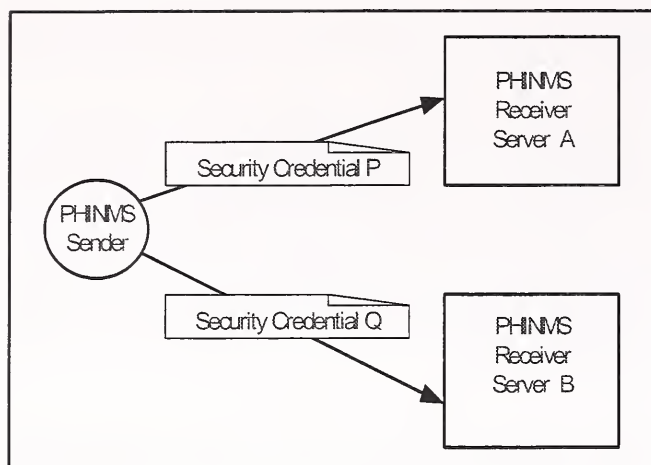 PHINMS
Receiver
Server A
Security Credential P
PHINMS
Sender
Security Credential Q
PHINMS
Receiver
Server B